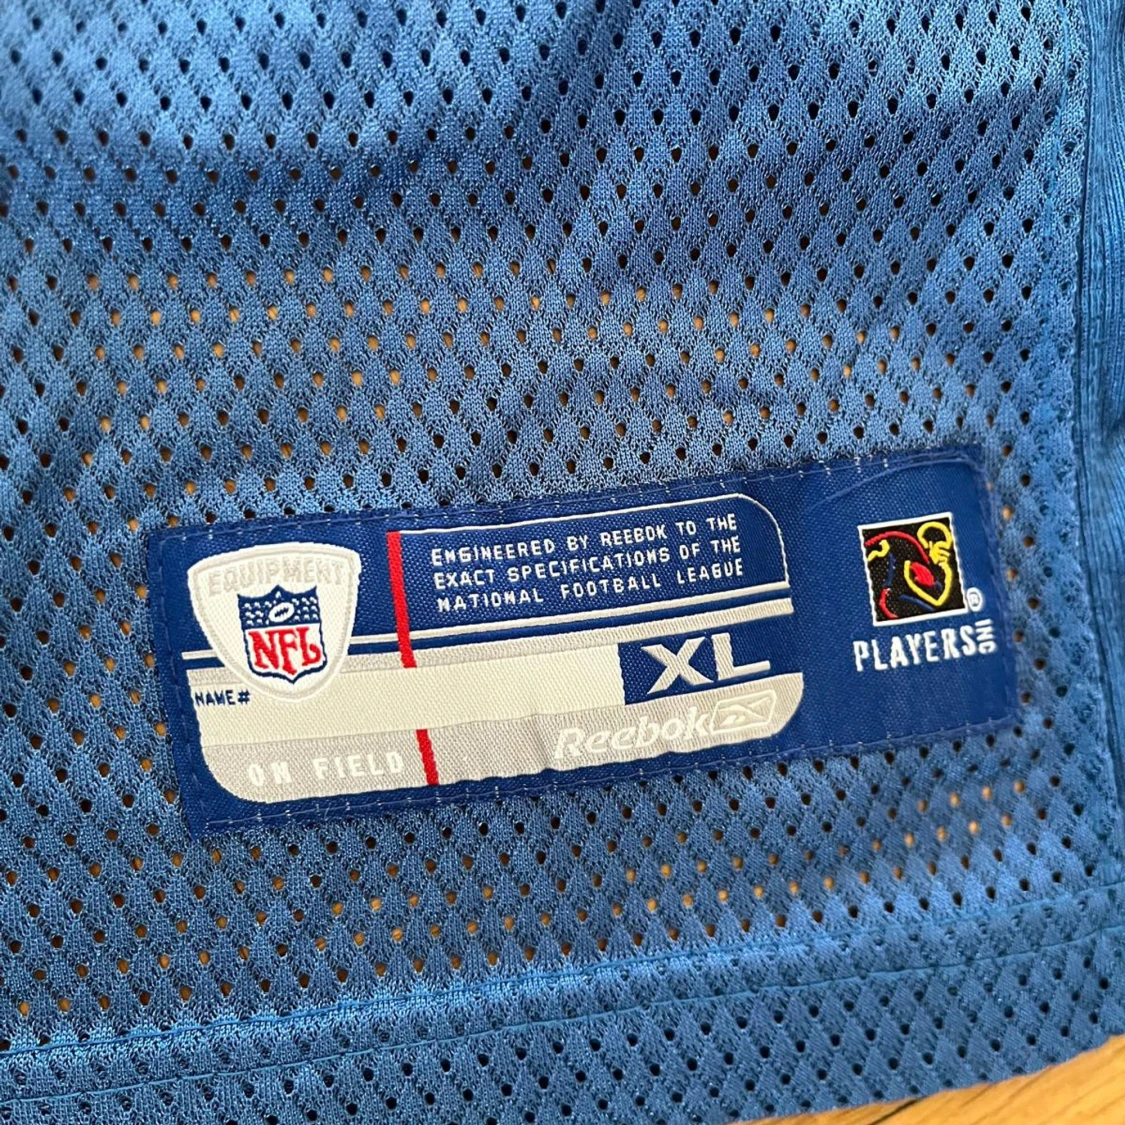 EQUIPMENT
NFL
ENGINEERED BY REEBOK TO THE
EXACT SPECIFICATIONS OF THE
NATIONAL FOOTBALL LEAGUE
NAME#
XL
Reebok
ON FIELD
PLAYERS INC ®